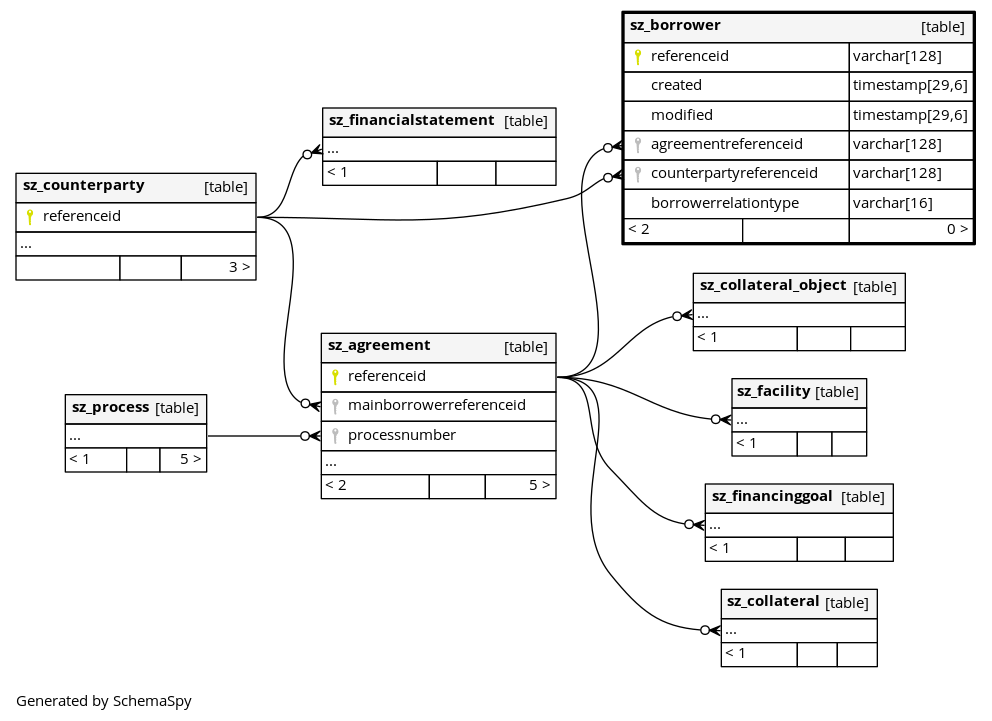 sz_borrower [table]
referenceid varchar[128]
created timestamp[29,6]
modified timestamp[29,6]
agreementreferenceid varchar[128]
counterpartyreferenceid varchar[128]
borrowerrelationtype varchar[16]
< 2 0 >
sz_financialstatement [table]
...
< 1
sz_counterparty [table]
referenceid
...
3 >
sz_collateral_object [table]
...
< 1
sz_agreement [table]
referenceid
mainborrowerreferenceid
processnumber
...
< 2 5 >
sz_process [table]
...
< 1 5 >
sz_facility [table]
...
< 1
sz_financinggoal [table]
...
< 1
sz_collateral [table]
...
< 1
Generated by SchemaSpy